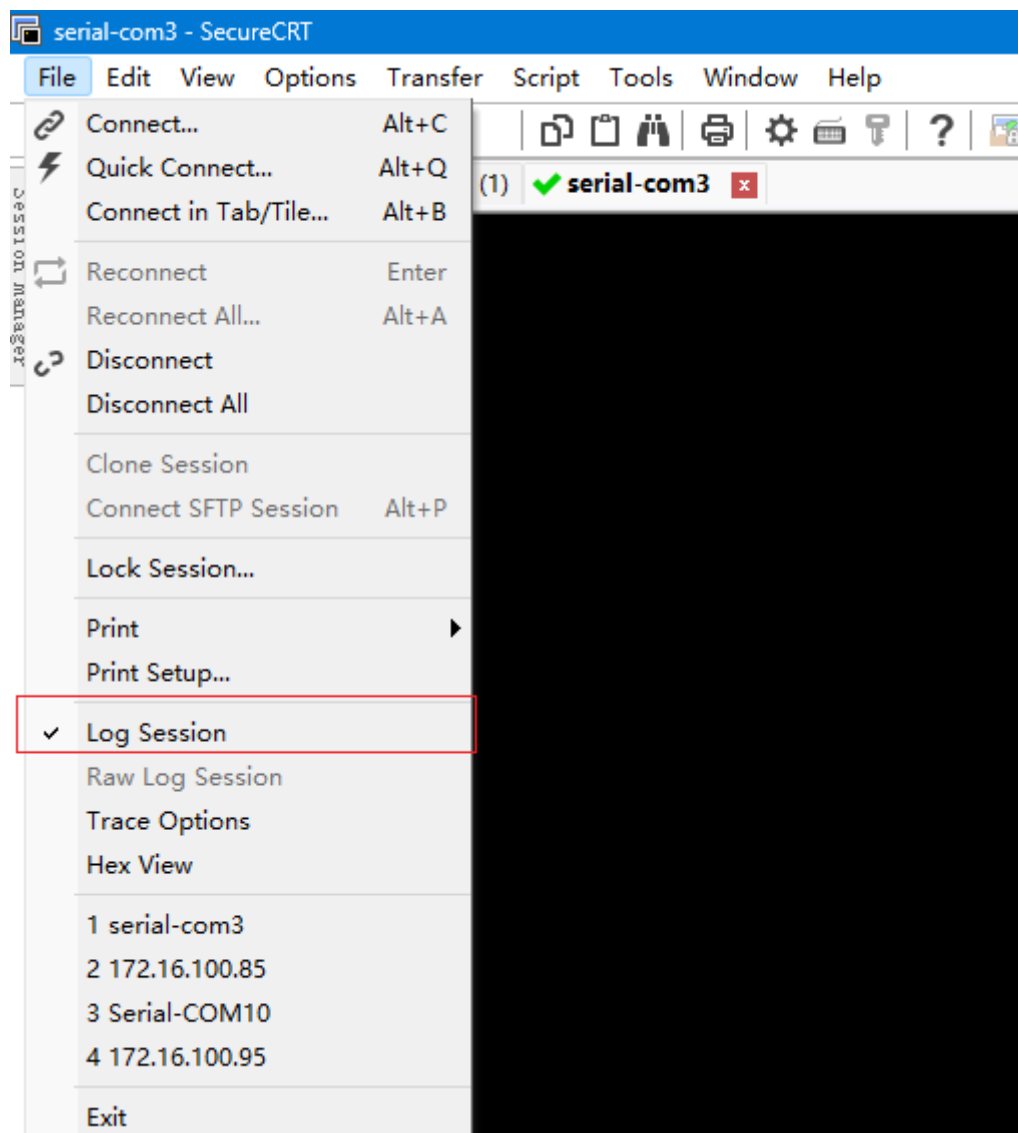 serial-com3 - SecureCRT
File Edit View Options Transfer Script Tools Window Help
Connect... Alt+C
Quick Connect... Alt+Q
Connect in Tab/Tile... Alt+B
(1) serial-com3
Session manager
Reconnect Enter
Reconnect All... Alt+A
Disconnect
Disconnect All
Clone Session
Connect SFTP Session Alt+P
Lock Session...
Print
Print Setup...
Log Session
Raw Log Session
Trace Options
Hex View
1 serial-com3
2 172.16.100.85
3 Serial-COM10
4 172.16.100.95
Exit